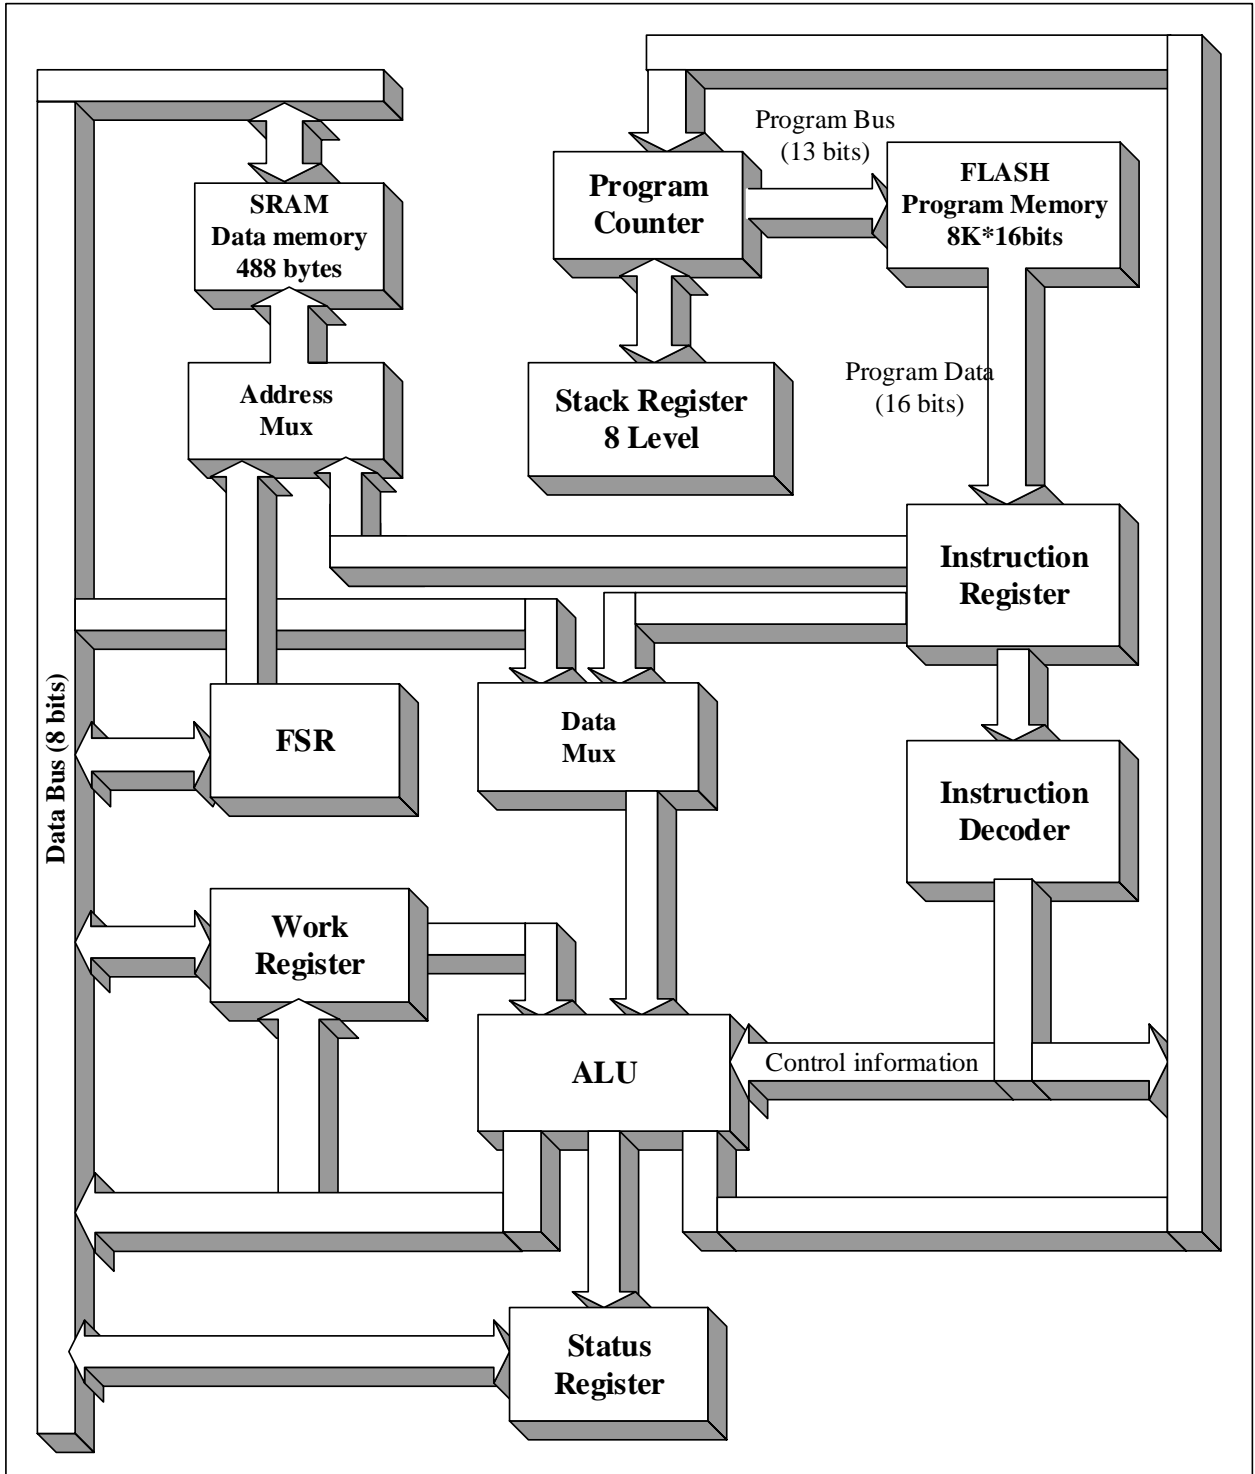 Program Bus
(13 bits)
SRAM
Data memory
488 bytes
Program
Counter
FLASH
Program Memory
8K*16bits
Address
Mux
Stack Register
8 Level
Program Data
(16 bits)
Instruction
Register
Data Bus (8 bits)
FSR
Data
Mux
Instruction
Decoder
Work
Register
ALU
Control information
Status
Register